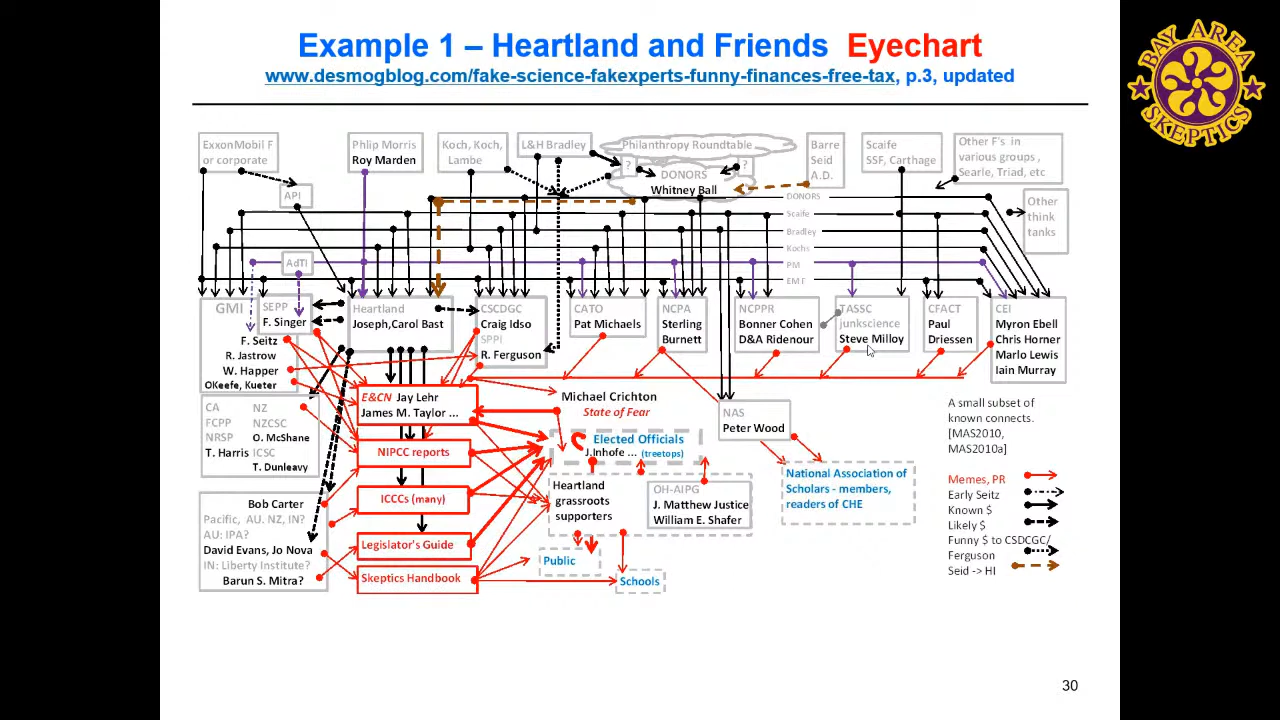 Example 1 – Heartland and Friends Eyechart
www.desmogblog.com/fake-science-fakexperts-funny-finances-free-tax, p.3, updated
BAY AREA
SKEPTICS
ExxonMobil F
or corporate
Phlip Morris
Roy Marden
Koch, Koch,
Lambe
L&H Bradley
Philanthropy Roundtable
?
?
DONORS
Whitney Ball
Barre
Seid
A.D.
Scaife
SSF, Carthage
Other F's in
various groups ,
Searle, Triad, etc
API
Other
think
tanks
DONORS
Scaife
Bradley
Kochs
PM
EM F
AdTI
GMI
SEPP
F. Singer
F. Seitz
R. Jastrow
W. Happer
OKeefe, Kueter
Heartland
Joseph,Carol Bast
CSCDGC
Craig Idso
SPPI
R. Ferguson
CATO
Pat Michaels
NCPA
Sterling
Burnett
NCPPR
Bonner Cohen
D&A Ridenour
TASSC
junkscience
Steve Milloy
CFACT
Paul
Driessen
CEI
Myron Ebell
Chris Horner
Marlo Lewis
Iain Murray
CA NZ
FCPP NZCSC
NRSP O. McShane
T. Harris ICSC
T. Dunleavy
E&CN Jay Lehr
James M. Taylor ...
Michael Crichton
State of Fear
NAS
Peter Wood
A small subset of
known connects.
[MAS2010,
MAS2010a]
NIPCC reports
Elected Officials
J.Inhofe ... (treetops)
ICCCs (many)
Heartland
grassroots
supporters
OH-AIPG
J. Matthew Justice
William E. Shafer
National Association of
Scholars - members,
readers of CHE
Memes, PR
Early Seitz
Known $
Likely $
Funny $ to CSDCGC/
Ferguson
Seid -> HI
Bob Carter
Pacific, AU. NZ, IN?
AU: IPA?
David Evans, Jo Nova
IN: Liberty Institute?
Barun S. Mitra?
Legislator's Guide
Skeptics Handbook
Public
Schools
30